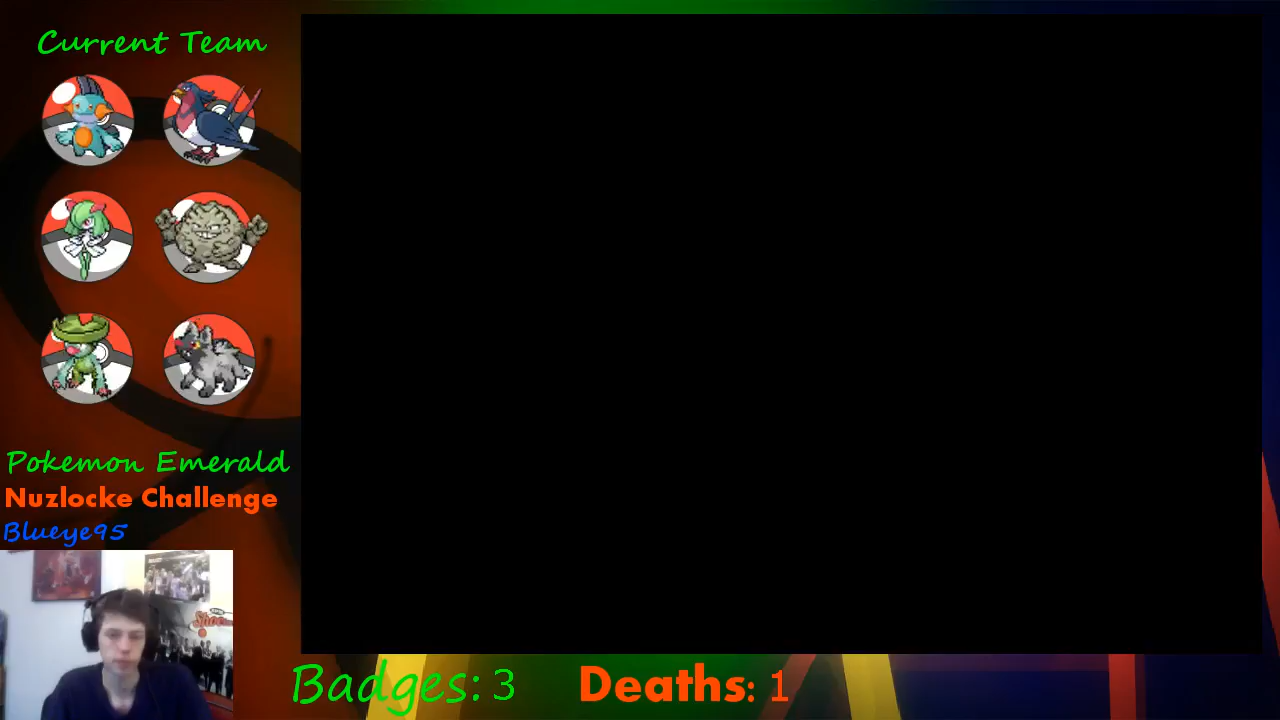 Current Team
Pokemon Emerald
Nuzlocke Challenge
Blueye95
Badges: 3
Deaths: 1